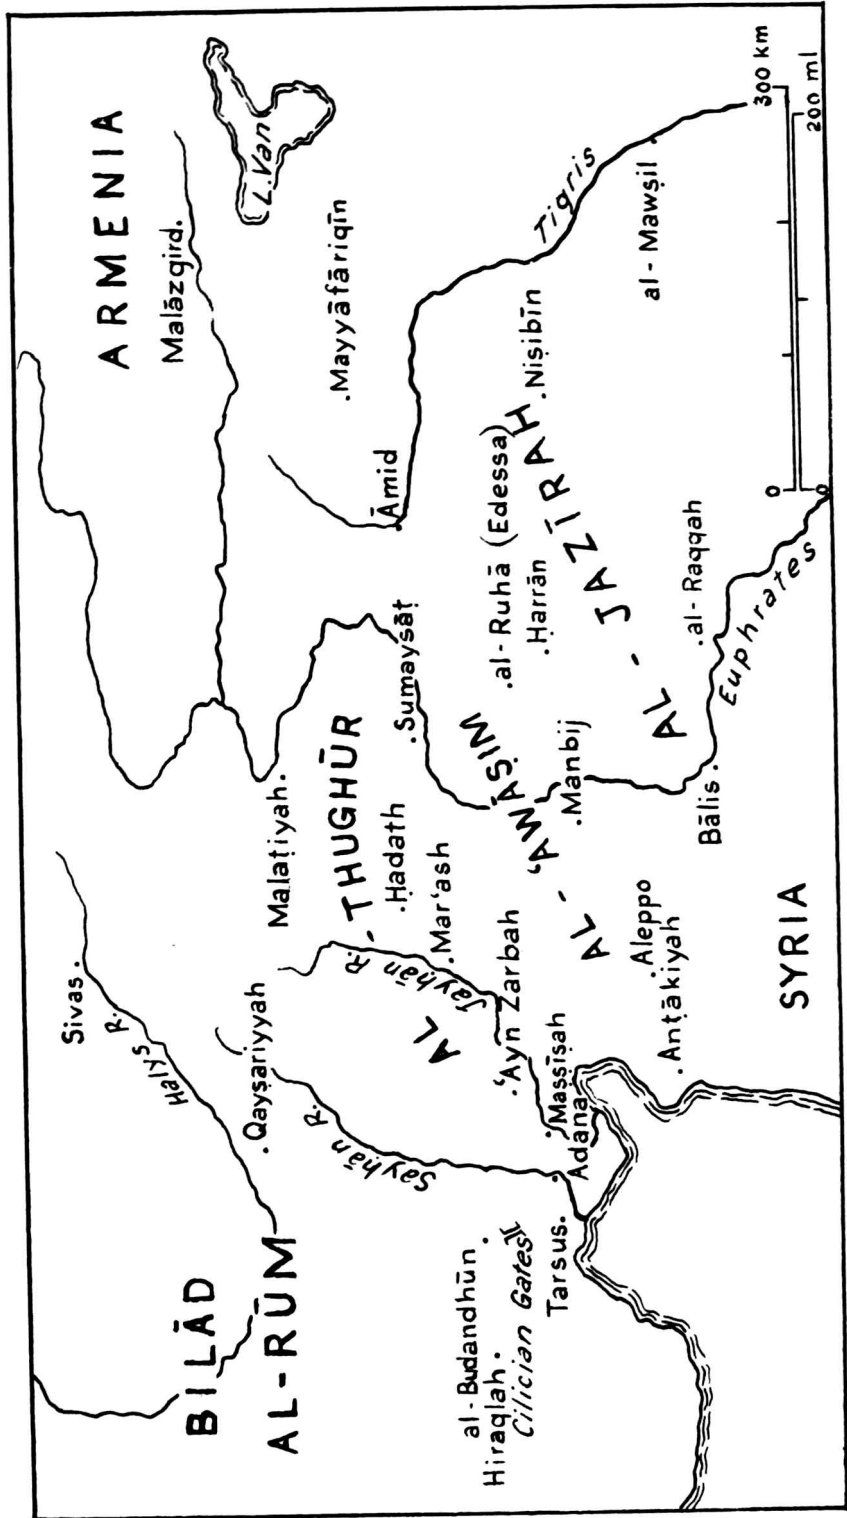 ARMENIA
Malāzgird.
L. Van
BILĀD
AL-RŪM
Sivas.
Halys R.
Malaṭiyah.
Qayṣariyyah
.Mayyāfāriqīn
Āmid
Sumaysāṭ
AL - THUGHŪR
.Ḥadath
.Mar'ash
Jayḥān R.
Sayḥān R.
'Ayn Zarbah
Maṣṣīṣah
Adana
Tarsus.
al-Budandhūn.
Hiraqlah.
Cilician Gates
AL - 'AWĀṢIM
.Manbij
.al-Ruhā (Edessa)
.Ḥarrān
.Niṣibīn
AL - JAZĪRAH
Tigris
al-Mawṣil
.al-Raqqah
Euphrates
Bālis.
.Aleppo
.Anṭākiyah
SYRIA
0 300 km
0 200 ml